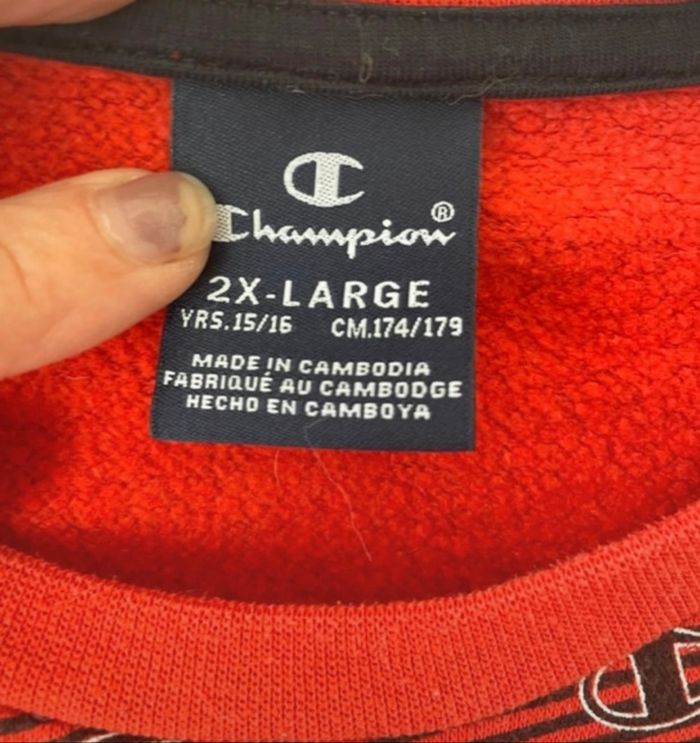 Champion®
2X-LARGE
YRS.15/16 CM.174/179
MADE IN CAMBODIA
FABRIQUÉ AU CAMBODGE
HECHO EN CAMBOYA